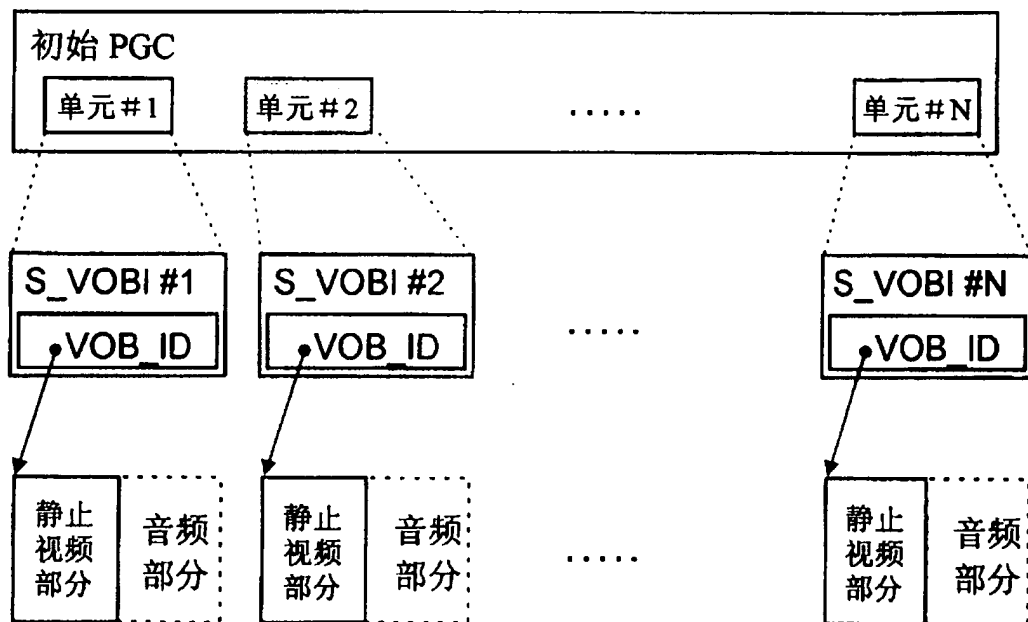 初始 PGC
单元#1 单元#2 ..... 单元#N
S_VOBI #1 S_VOBI #2 ..... S_VOBI #N
VOB_ID VOB_ID VOB_ID
静止
视频
部分
音频
部分
静止
视频
部分
音频
部分
.....
静止
视频
部分
音频
部分